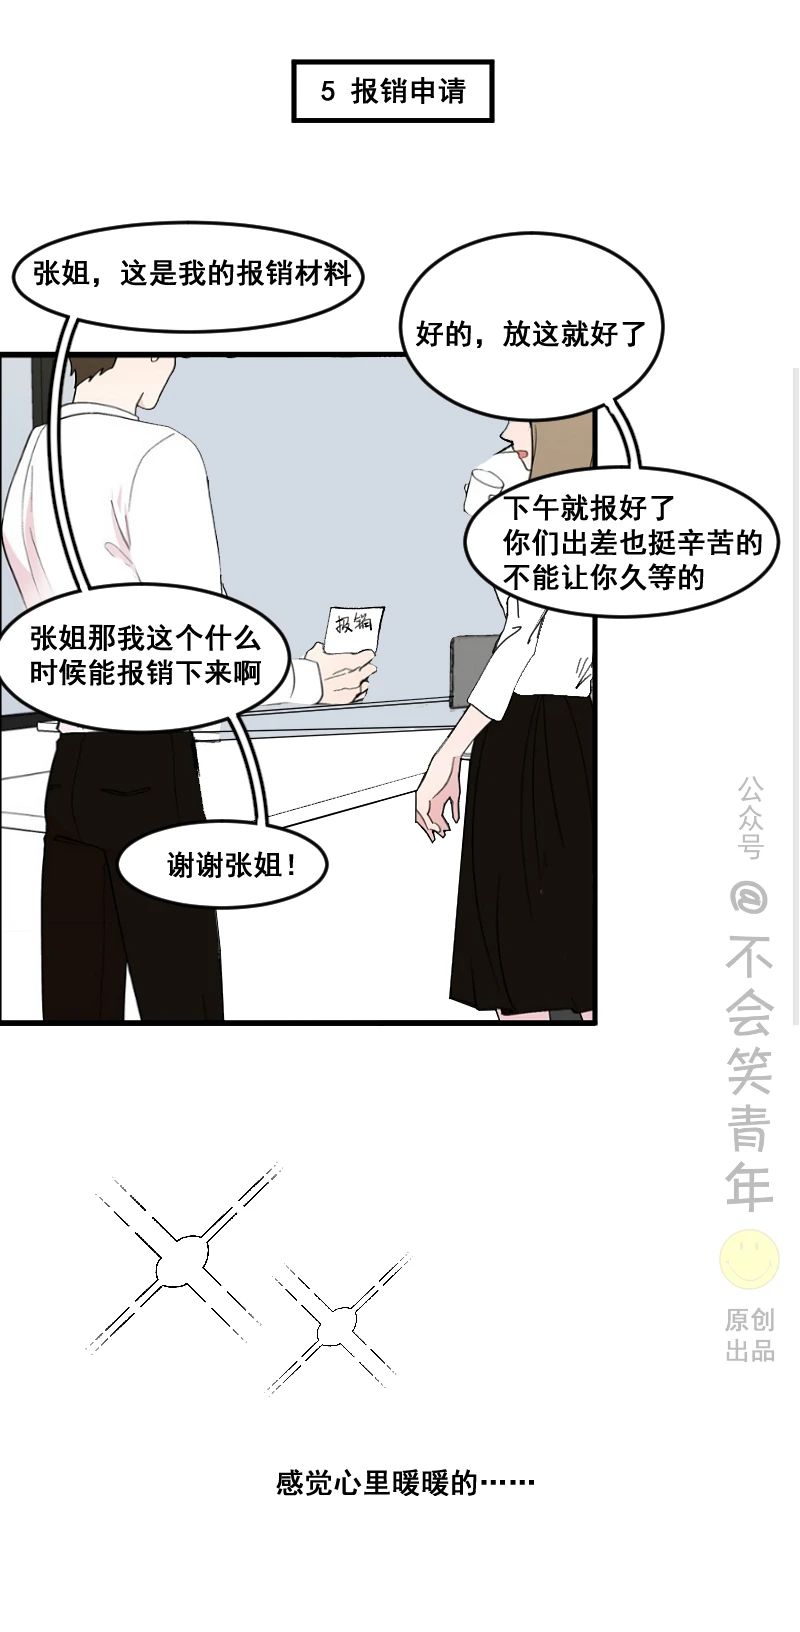 5 报销申请
张姐，这是我的报销材料
好的，放这就好了
张姐那我这个什么
时候能报销下来啊
下午就报好了
你们出差也挺辛苦的
不能让你久等的
谢谢张姐！
报销
感觉心里暖暖的……
公众号
@不会笑青年
原创
出品